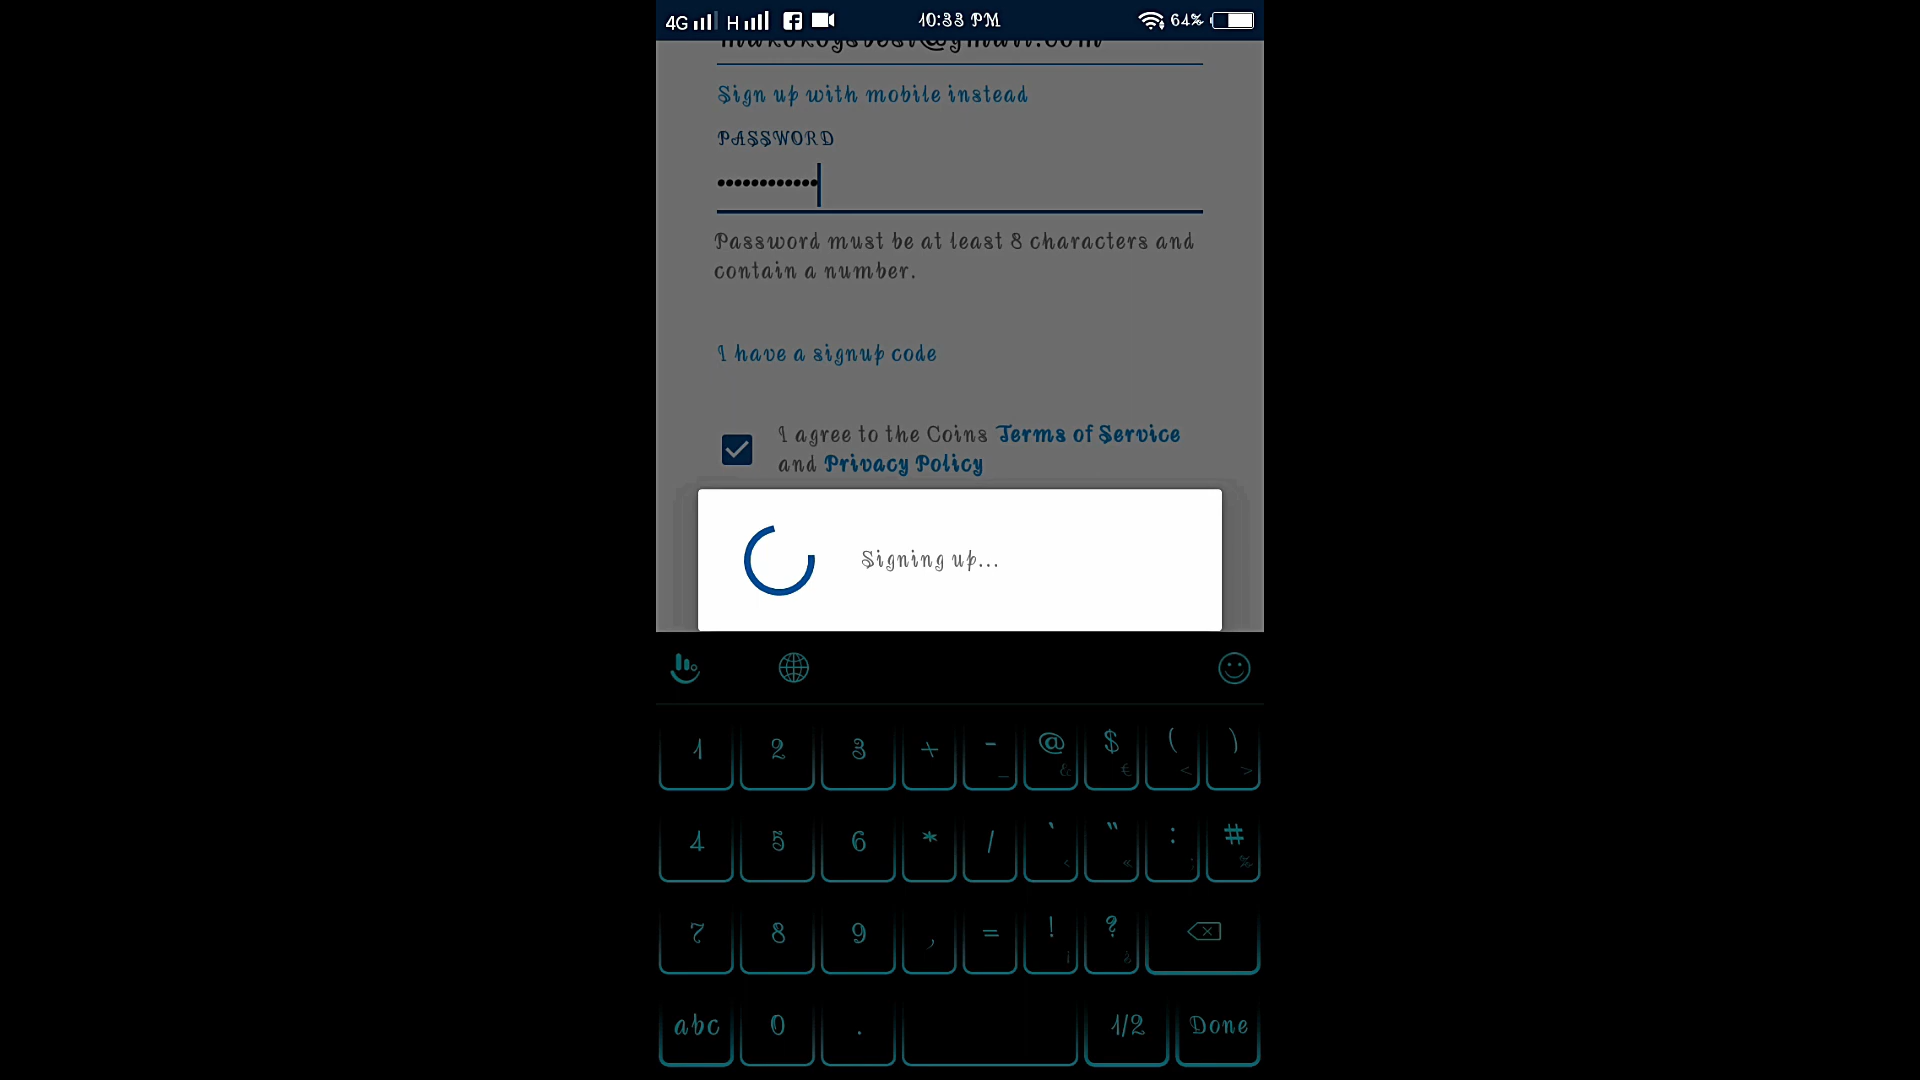 4G H 10:33 PM 64%
Sign up with mobile instead
PASSWORD
••••••••••••
Password must be at least 8 characters and
contain a number.
I have a signup code
I agree to the Coins Terms of Service
and Privacy Policy
Signing up...
1 2 3 + - _ @ & $ € ( < ) >
4 5 6 * / ` " « : ; # %
7 8 9 , = ! ¡ ? ¿
abc 0 . 1/2 Done